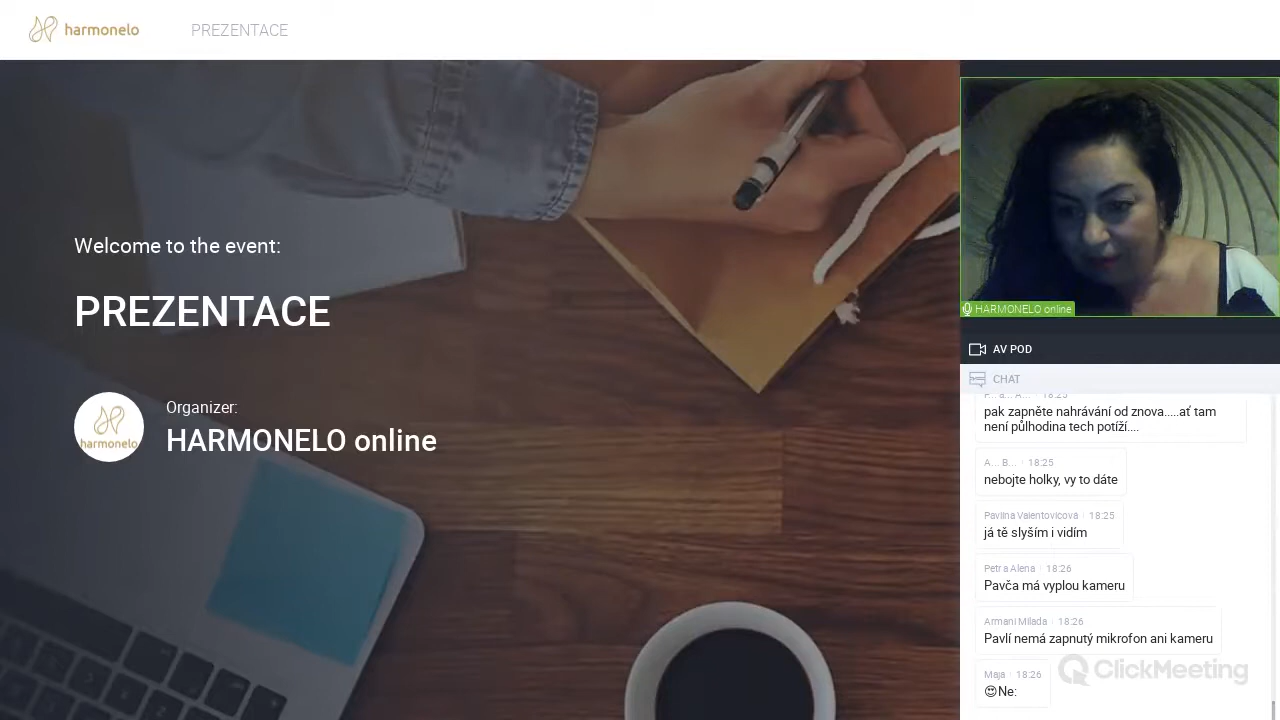 harmonelo
PREZENTACE
Welcome to the event:
PREZENTACE
harmonelo
Organizer:
HARMONELO online
HARMONELO online
AV POD
CHAT
18:25
pak zapněte nahrávání od znova.....ať tam
není půlhodina tech potíží....
A... B... 18:25
nebojte holky, vy to dáte
Pavlína Valentovicová 18:25
já tě slyším i vidím
Petra Alena 18:26
Pavča má vyplou kameru
Armani Milada 18:26
Pavlí nemá zapnutý mikrofon ani kameru
Maja 18:26
😍Ne:
ClickMeeting